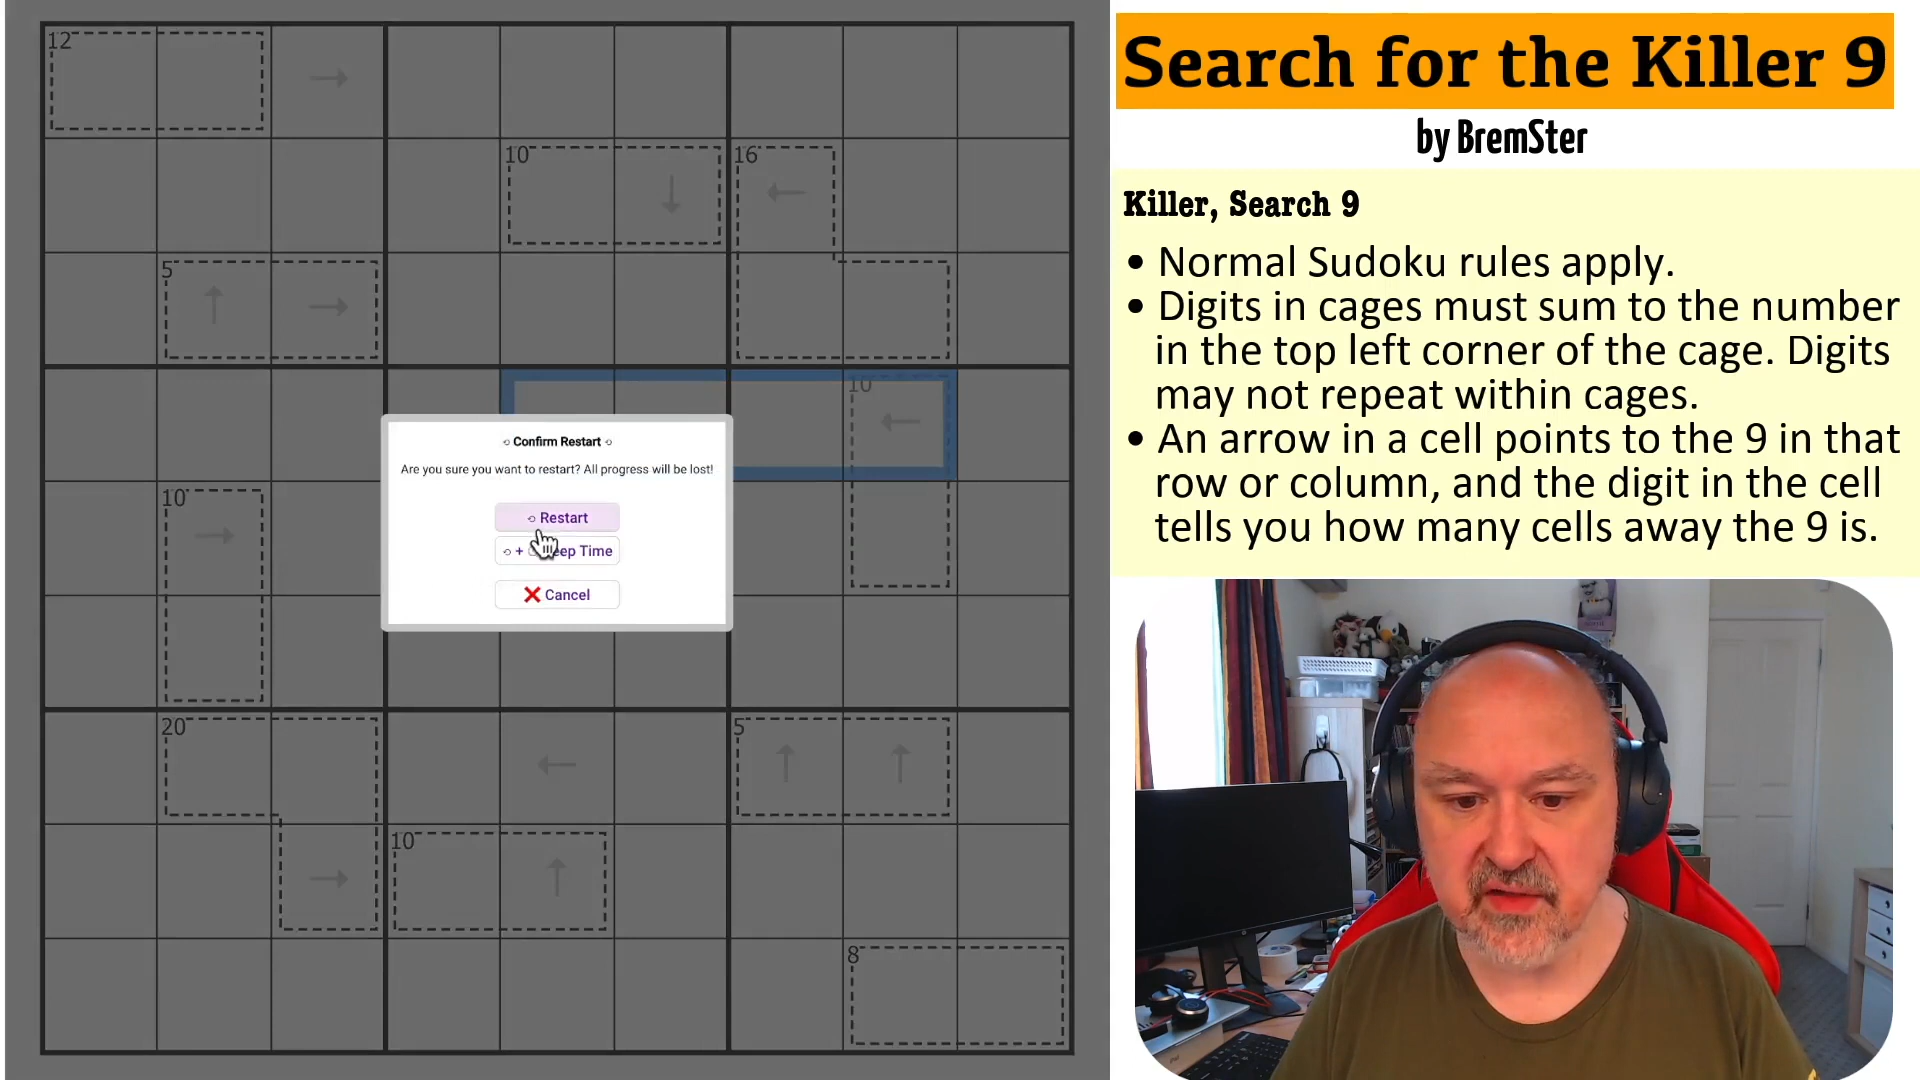 Search for the Killer 9
by BremSter
Killer, Search 9
• Normal Sudoku rules apply.
• Digits in cages must sum to the number
in the top left corner of the cage. Digits
may not repeat within cages.
• An arrow in a cell points to the 9 in that
row or column, and the digit in the cell
tells you how many cells away the 9 is.
12
10
16
5
10
Confirm Restart
Are you sure you want to restart? All progress will be lost!
10
Restart
Cancel
20
5
10
8